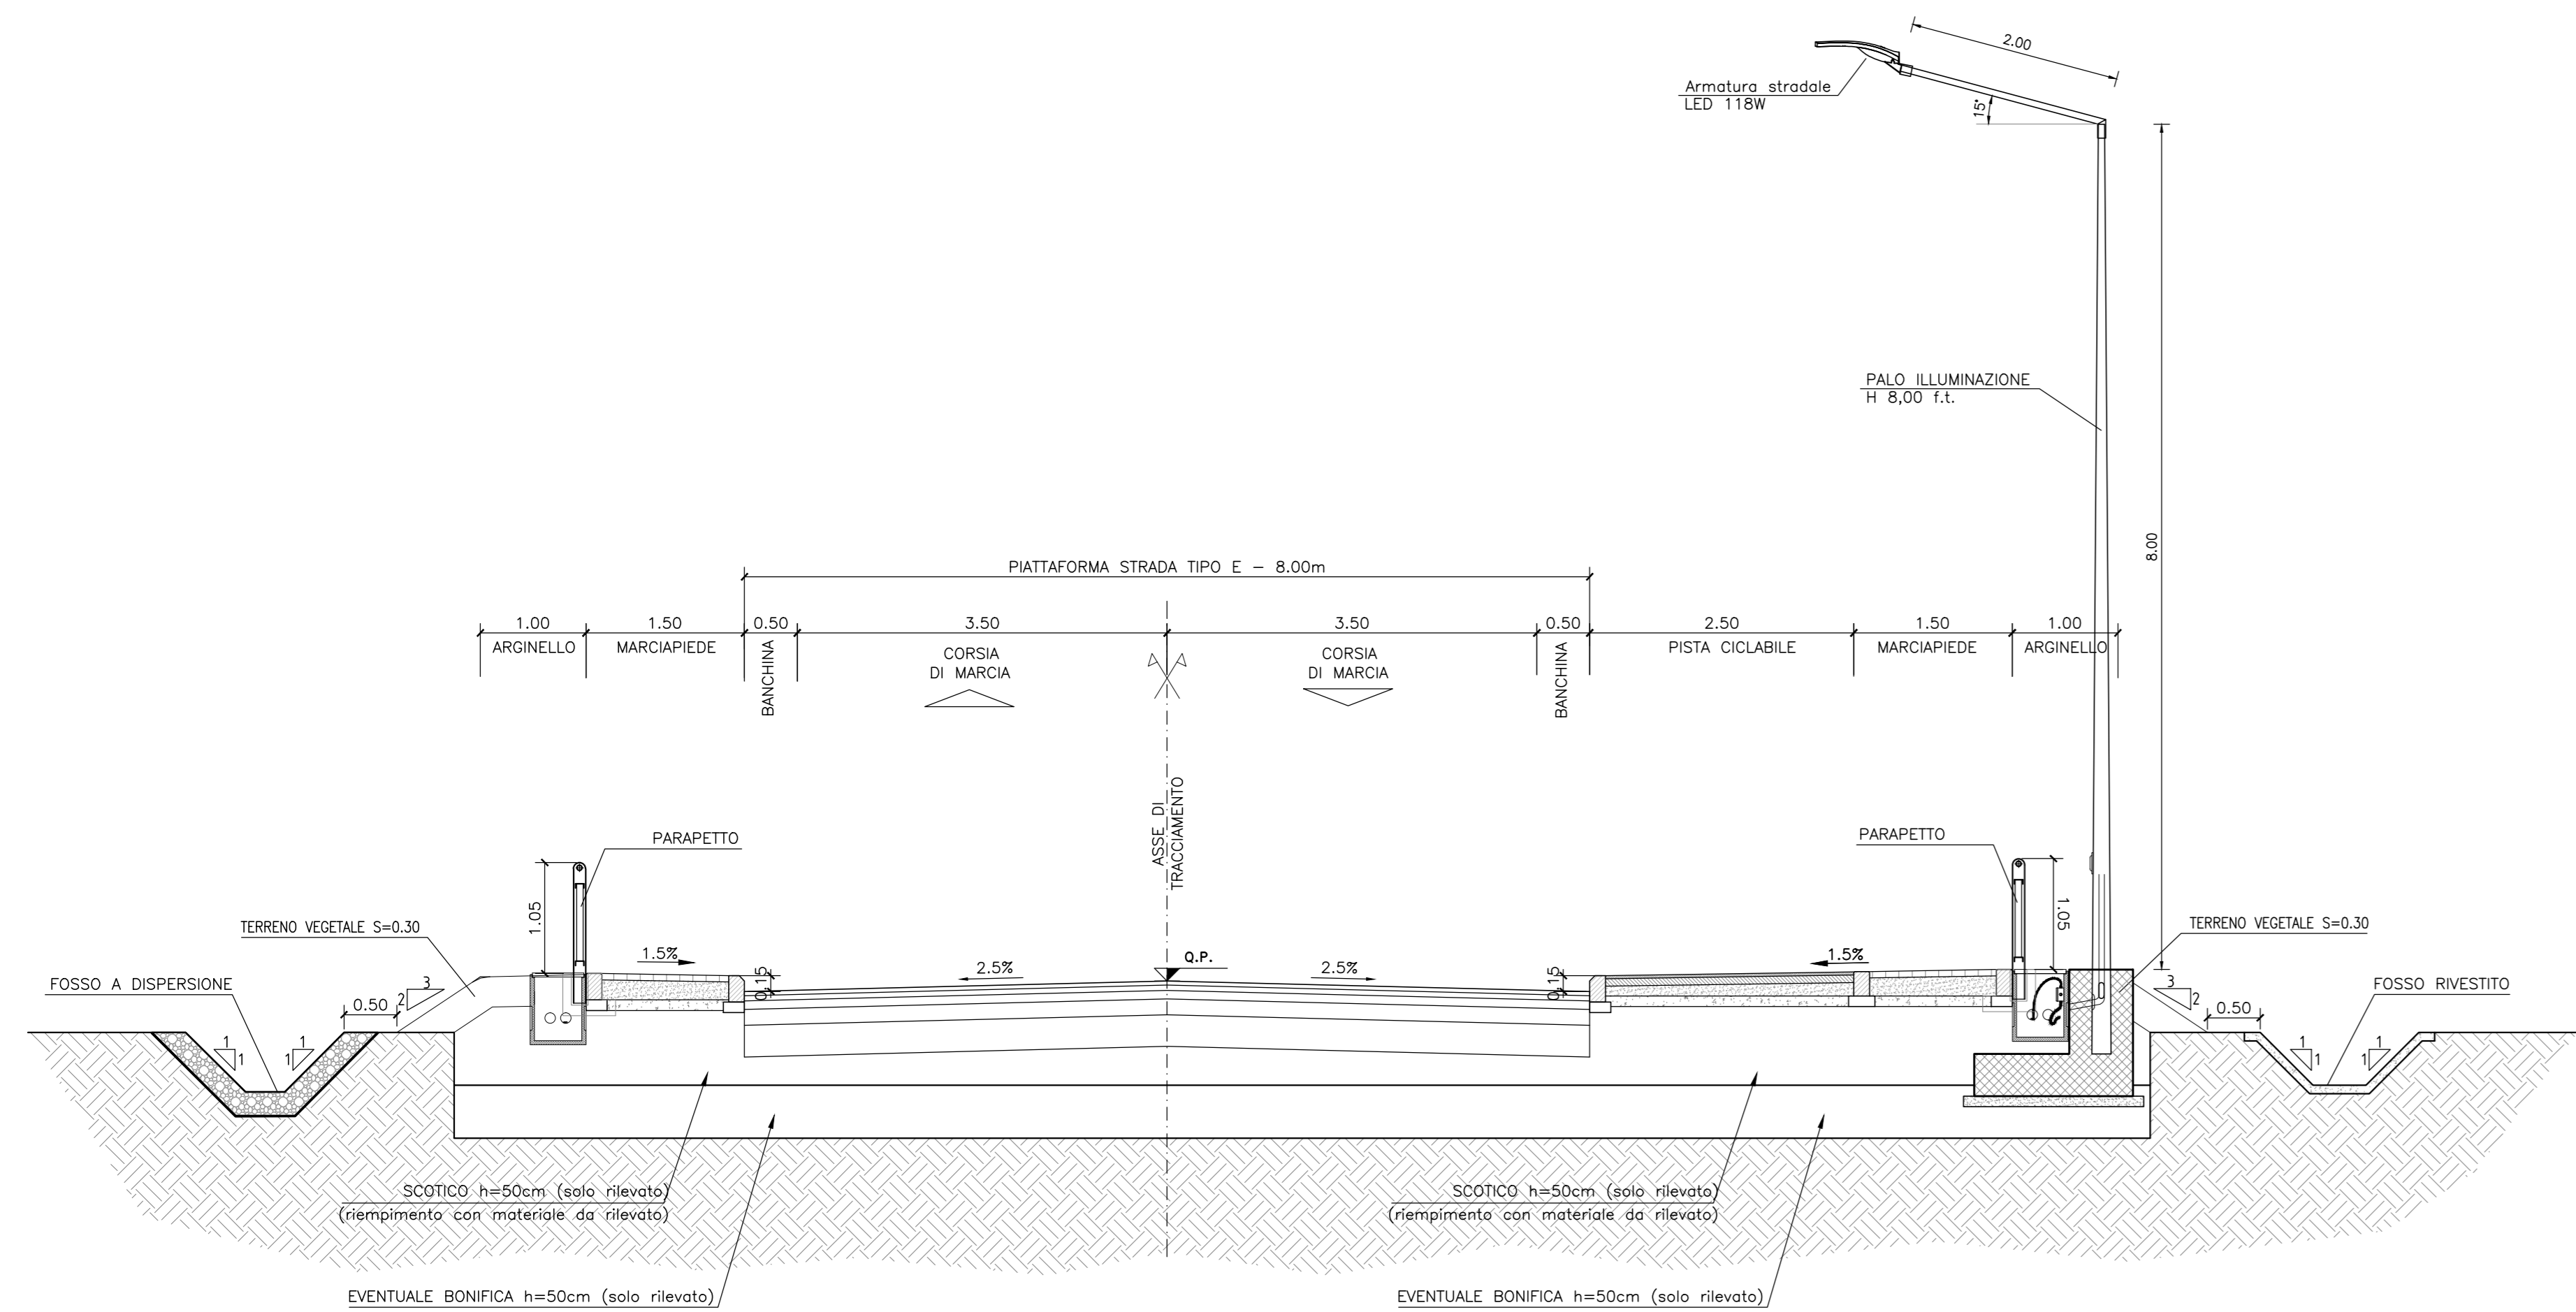 2.00
Armatura stradale
LED 118W
15°
PALO ILLUMINAZIONE
H 8,00 f.t.
8.00
PIATTAFORMA STRADA TIPO E – 8.00m
1.00 1.50 0.50 3.50 3.50 0.50 2.50 1.50 1.00
ARGINELLO MARCIAPIEDE BANCHINA CORSIA
DI MARCIA
CORSIA
DI MARCIA
BANCHINA PISTA CICLABILE MARCIAPIEDE ARGINELLO
ASSE DI
TRACCIAMENTO
PARAPETTO
PARAPETTO
1.05
1.05
TERRENO VEGETALE S=0.30
TERRENO VEGETALE S=0.30
1.5%
2.5%
Q.P.
2.5%
1.5%
0,15
0,15
FOSSO A DISPERSIONE
FOSSO RIVESTITO
0.50
3
2
3
2
0.50
1
1
1
1
1
1
1
1
SCOTICO h=50cm (solo rilevato)
(riempimento con materiale da rilevato)
SCOTICO h=50cm (solo rilevato)
(riempimento con materiale da rilevato)
EVENTUALE BONIFICA h=50cm (solo rilevato)
EVENTUALE BONIFICA h=50cm (solo rilevato)